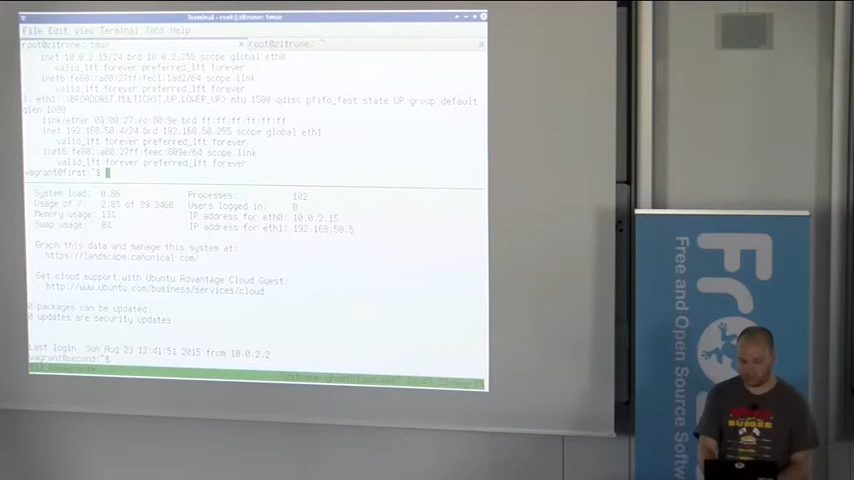 Terminal - root@zitrone: tmux
File Edit View Terminal Tabs Help
root@zitrone: tmux
root@zitrone: ~
inet 10.0.2.15/24 brd 10.0.2.255 scope global eth0
valid_lft forever preferred_lft forever
inet6 fe80::a00:27ff:fec1:1ad2/64 scope link
valid_lft forever preferred_lft forever
3: eth1: <BROADCAST,MULTICAST,UP,LOWER_UP> mtu 1500 qdisc pfifo_fast state UP group default
qlen 1000
link/ether 08:00:27:ec:80:9e brd ff:ff:ff:ff:ff:ff
inet 192.168.50.4/24 brd 192.168.50.255 scope global eth1
valid_lft forever preferred_lft forever
inet6 fe80::a00:27ff:feec:809e/64 scope link
valid_lft forever preferred_lft forever
vagrant@first:~$
System load: 0.86 Processes: 102
Usage of /: 2.8% of 39.34GB Users logged in: 0
Memory usage: 13% IP address for eth0: 10.0.2.15
Swap usage: 0% IP address for eth1: 192.168.50.5
Graph this data and manage this system at:
https://landscape.canonical.com/
Get cloud support with Ubuntu Advantage Cloud Guest:
http://www.ubuntu.com/business/services/cloud
0 packages can be updated.
0 updates are security updates.
Last login: Sun Aug 23 12:41:51 2015 from 10.0.2.2
vagrant@second:~$
Free and Open Source Softw
FrO
BURGER